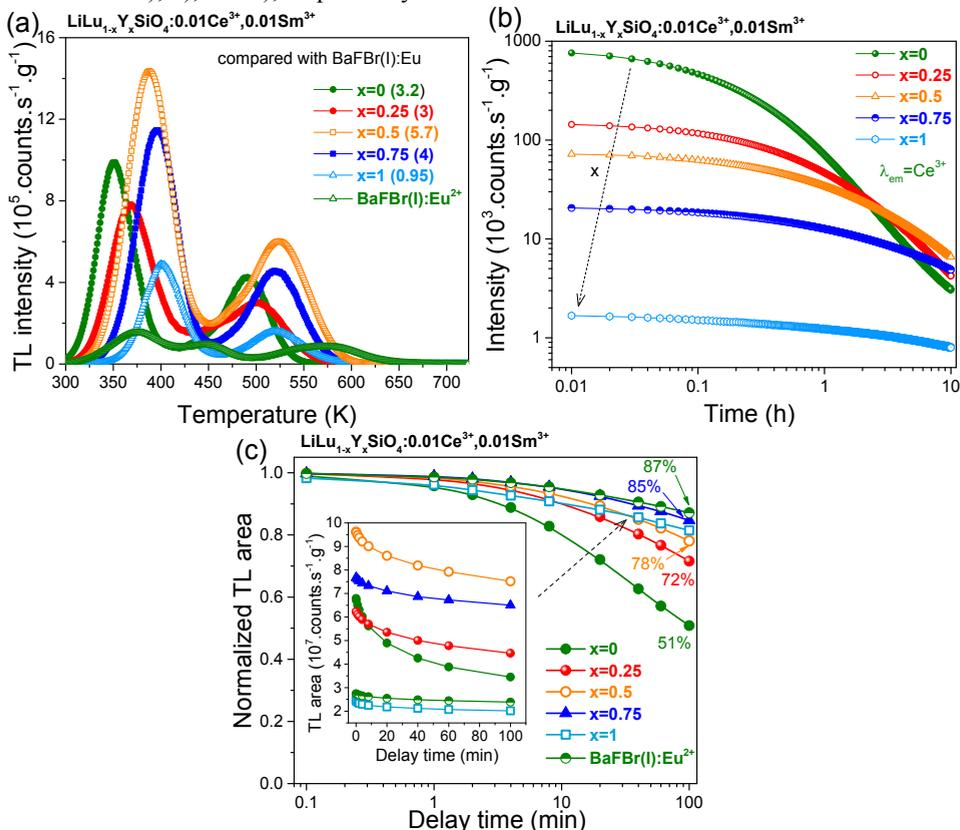 (a)
LiLu1-xYxSiO4:0.01Ce3+,0.01Sm3+
compared with BaFBr(I):Eu
x=0 (3.2)
x=0.25 (3)
x=0.5 (5.7)
x=0.75 (4)
x=1 (0.95)
BaFBr(I):Eu2+
TL intensity (10^5.counts.s-1.g-1)
16
12
8
4
0
300 350 400 450 500 550 600 650 700
Temperature (K)
(b)
LiLu1-xYxSiO4:0.01Ce3+,0.01Sm3+
x=0
x=0.25
x=0.5
x=0.75
x=1
λem=Ce3+
x
Intensity (10^3.counts.s-1.g-1)
1000
100
10
1
0.01 0.1 1 10
Time (h)
(c)
LiLu1-xYxSiO4:0.01Ce3+,0.01Sm3+
87%
85%
78%
72%
51%
Normalized TL area
1.0
0.8
0.6
0.4
0.2
0.0
TL area (10^7.counts.s-1.g-1)
10
9
8
7
6
5
4
3
2
0 20 40 60 80 100
Delay time (min)
x=0
x=0.25
x=0.5
x=0.75
x=1
BaFBr(I):Eu2+
0.1 1 10 100
Delay time (min)